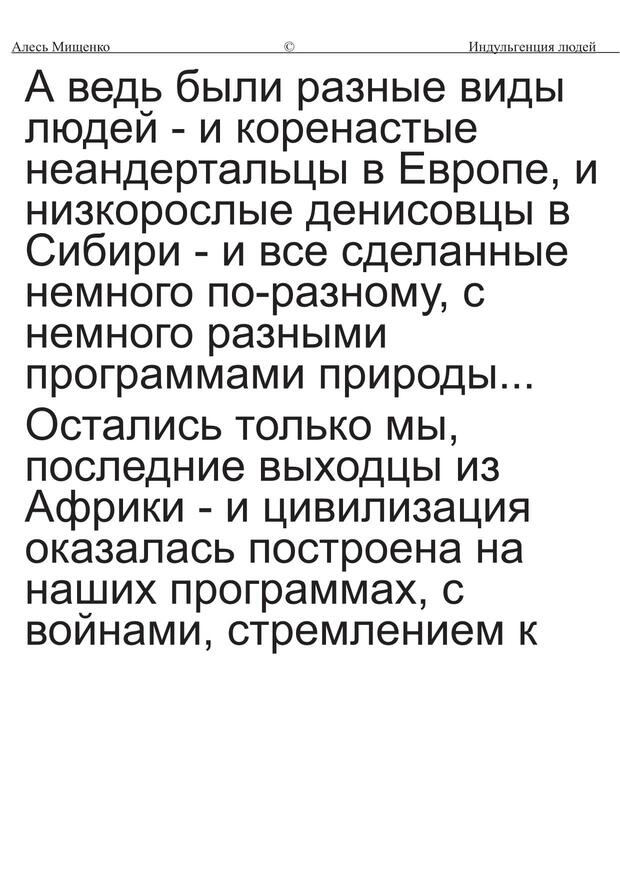 Алесь Мищенко © Индульгенция людей
А ведь были разные виды
людей - и коренастые
неандертальцы в Европе, и
низкорослые денисовцы в
Сибири - и все сделанные
немного по-разному, с
немного разными
программами природы...
Остались только мы,
последние выходцы из
Африки - и цивилизация
оказалась построена на
наших программах, с
войнами, стремлением к